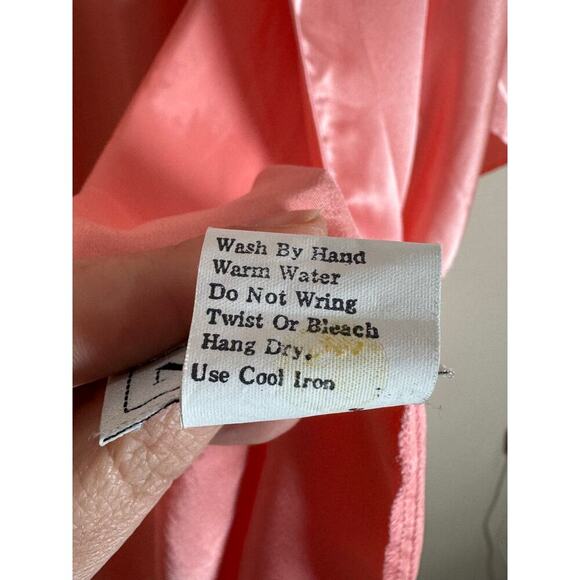 Wash By Hand
Warm Water
Do Not Wring
Twist Or Bleach
Hang Dry.
Use Cool Iron